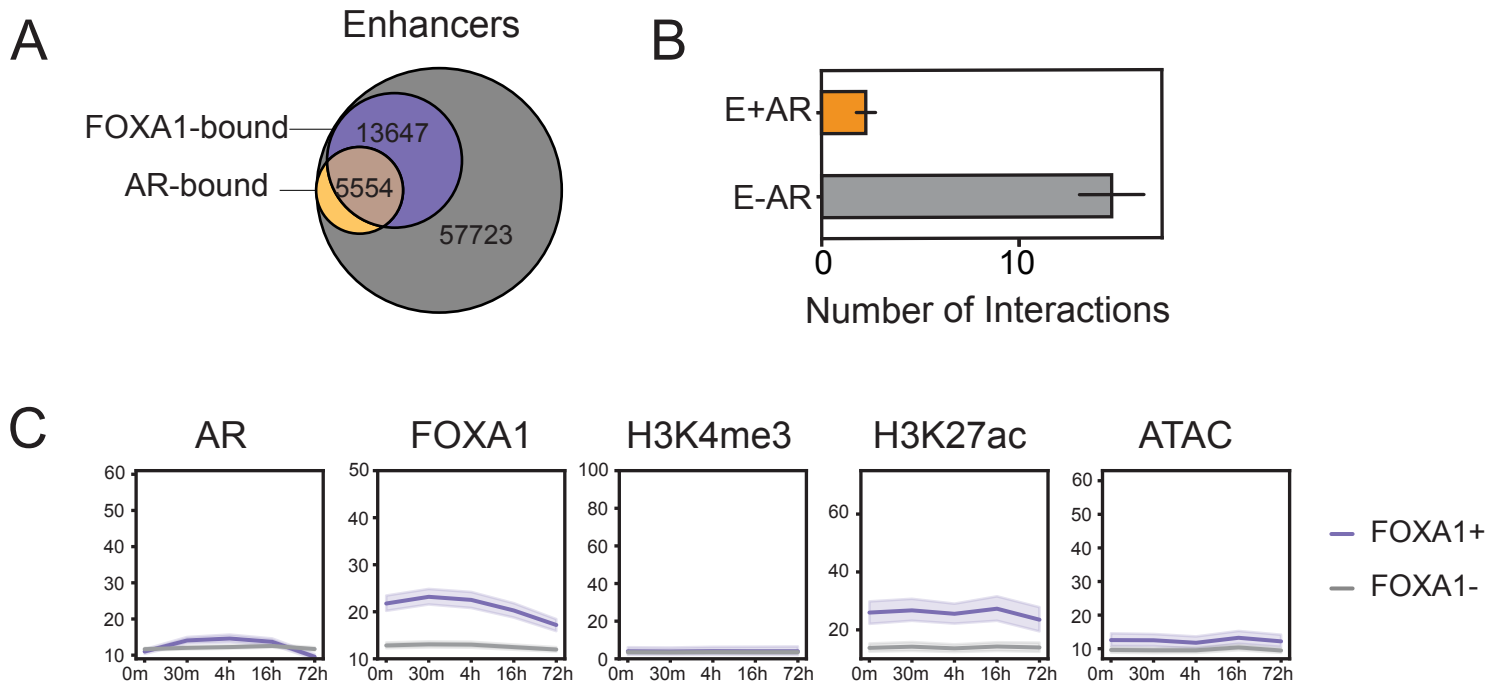 A
Enhancers
FOXA1-bound
AR-bound
13647
5554
57723
B
E+AR
E-AR
0 10
Number of Interactions
C
AR
60
50
40
30
20
10
0m 30m 4h 16h 72h
FOXA1
50
40
30
20
10
0m 30m 4h 16h 72h
H3K4me3
100
80
60
40
20
0
0m 30m 4h 16h 72h
H3K27ac
60
40
20
0m 30m 4h 16h 72h
ATAC
60
50
40
30
20
10
0m 30m 4h 16h 72h
FOXA1+
FOXA1-